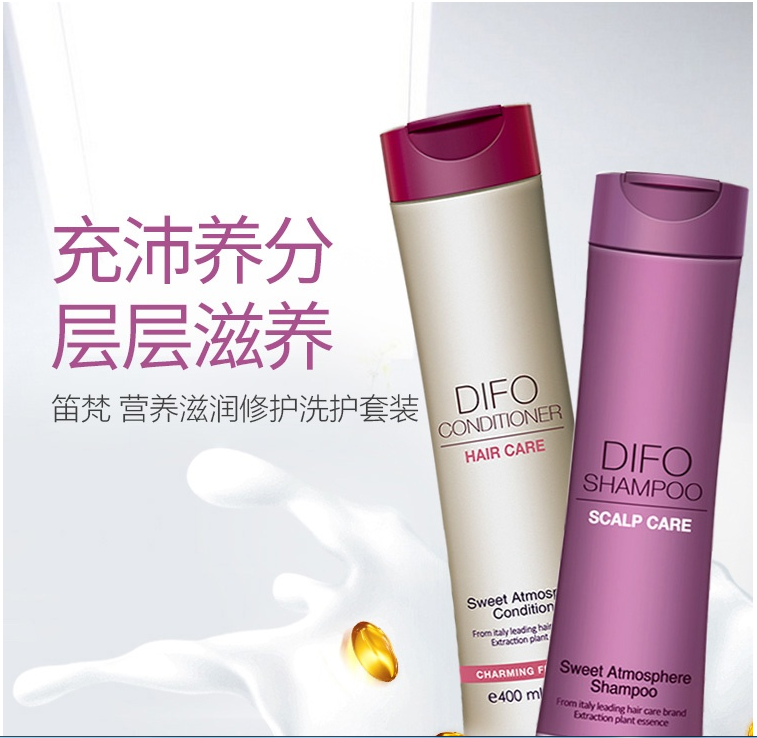 充沛养分
层层滋养
笛梵 营养滋润修护洗护套装
DIFO
CONDITIONER
HAIR CARE
Sweet Atmosp
Condition
From italy leading hair
Extraction plant
CHARMING F
e400 ml
DIFO
SHAMPOO
SCALP CARE
Sweet Atmosphere
Shampoo
From italy leading hair care brand
Extraction plant essence